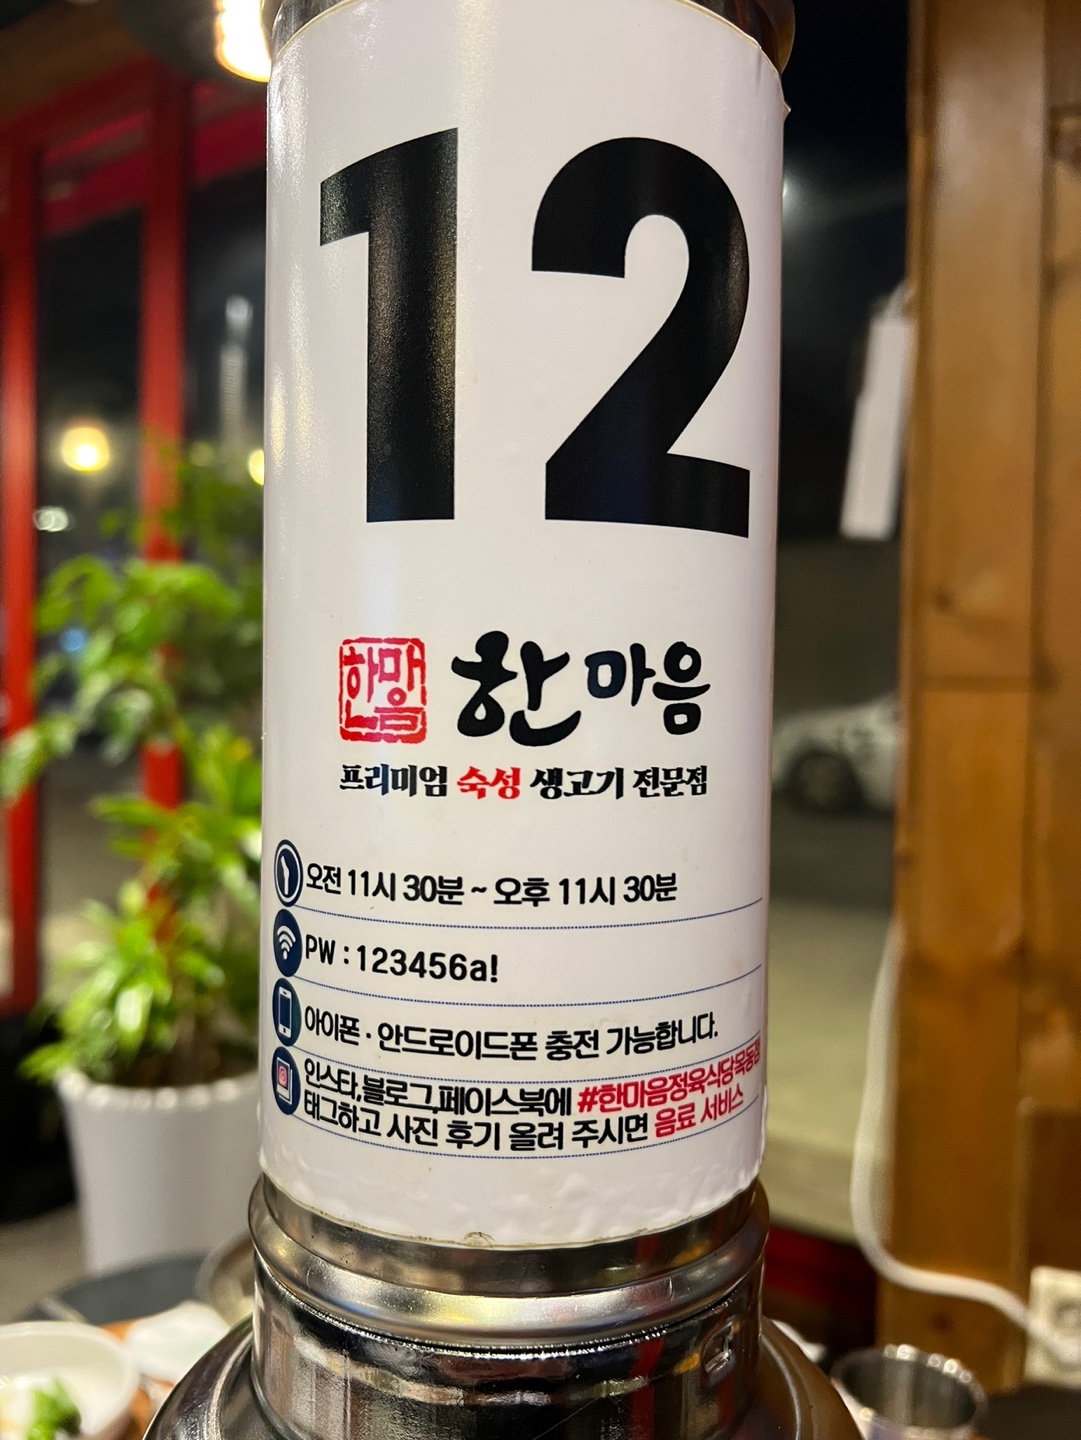 12
한마음
한마음
프리미엄 숙성 생고기 전문점
오전 11시 30분 ~ 오후 11시 30분
PW : 123456a!
아이폰 · 안드로이드폰 충전 가능합니다.
인스타,블로그,페이스북에 #한마음정육식당목동점
태그하고 사진 후기 올려 주시면 음료 서비스